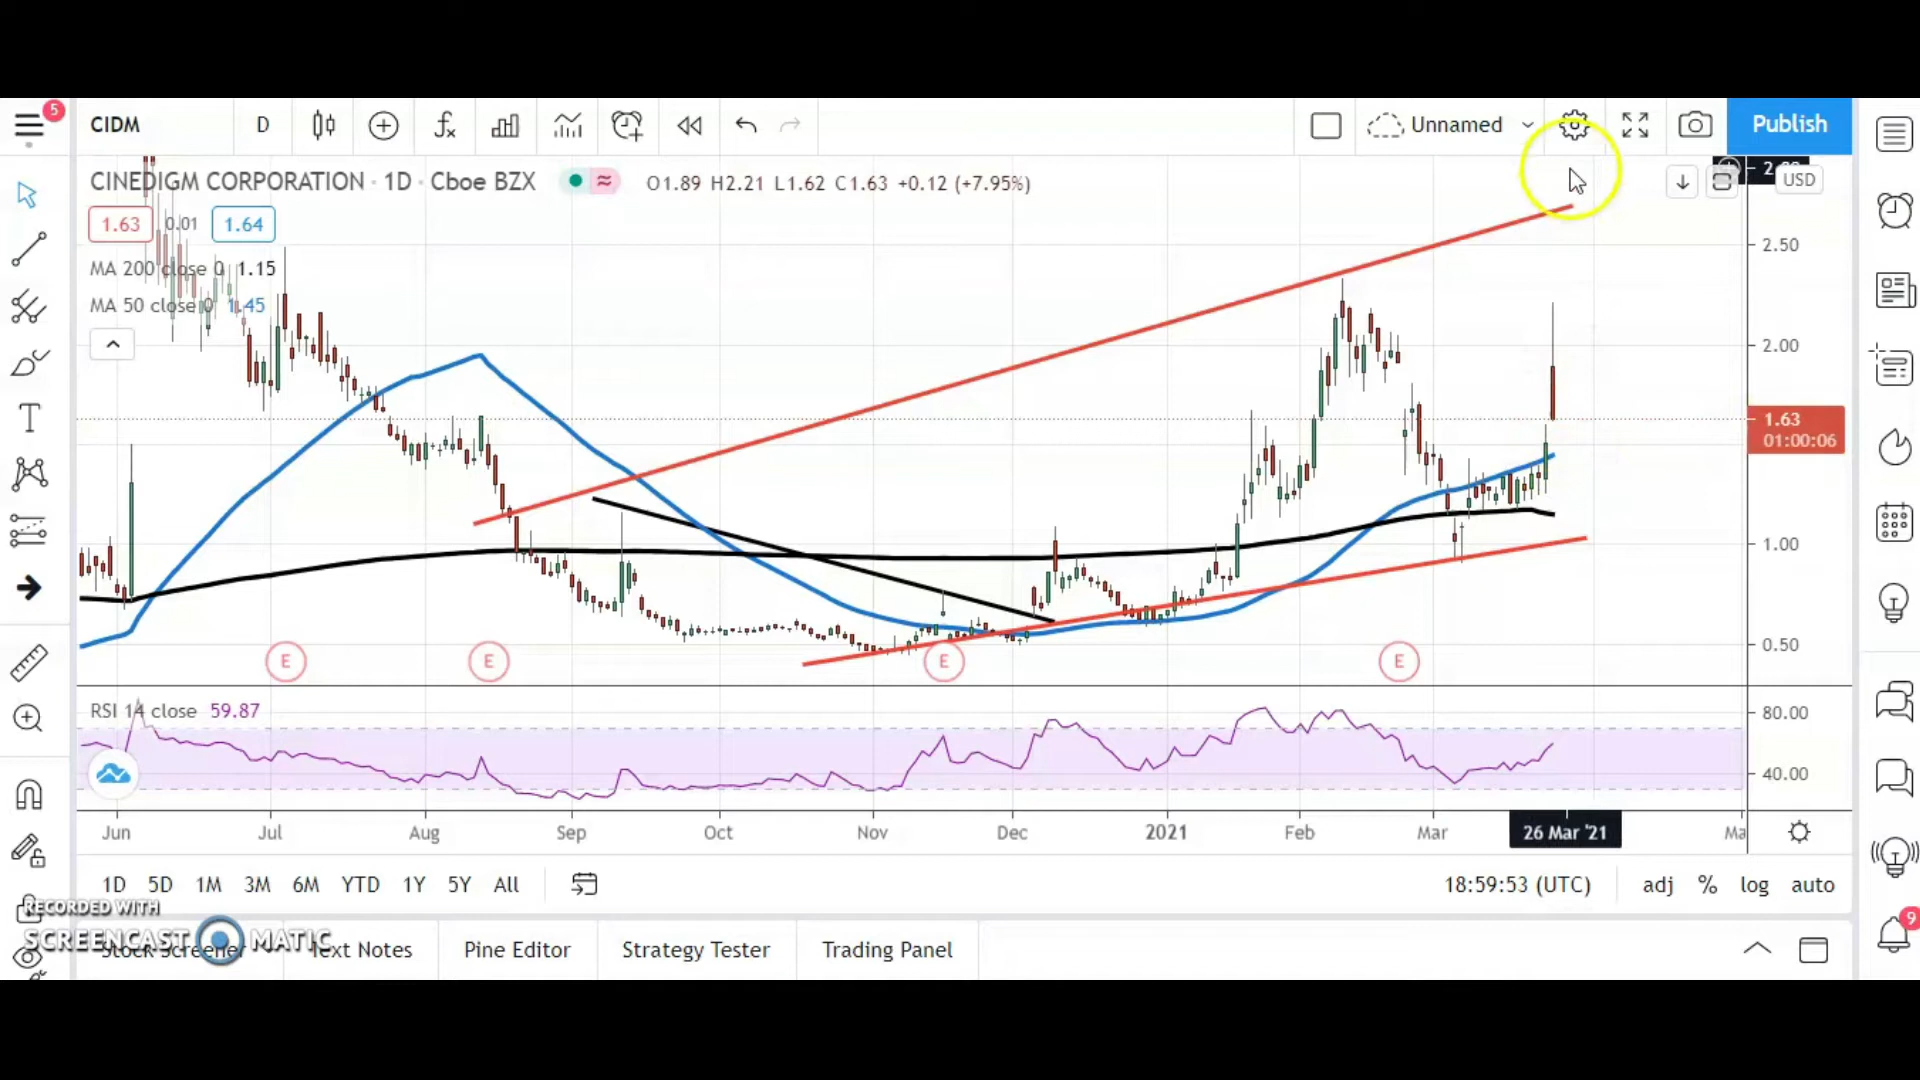 5
CIDM D Unnamed Publish
CINEDIGM CORPORATION · 1D · Cboe BZX O1.89 H2.21 L1.62 C1.63 +0.12 (+7.95%)
USD
1.63 0.01 1.64
MA 200 close 0 1.15
MA 50 close 0 1.45
2.50
2.00
1.63
01:00:06
1.00
0.50
E E E E
RSI 14 close 59.87
80.00
40.00
Jun Jul Aug Sep Oct Nov Dec 2021 Feb Mar 26 Mar '21
1D 5D 1M 3M 6M YTD 1Y 5Y All 18:59:53 (UTC) adj % log auto
RECORDED WITH
SCREENCAST MATIC
Stock Screener Text Notes Pine Editor Strategy Tester Trading Panel
9